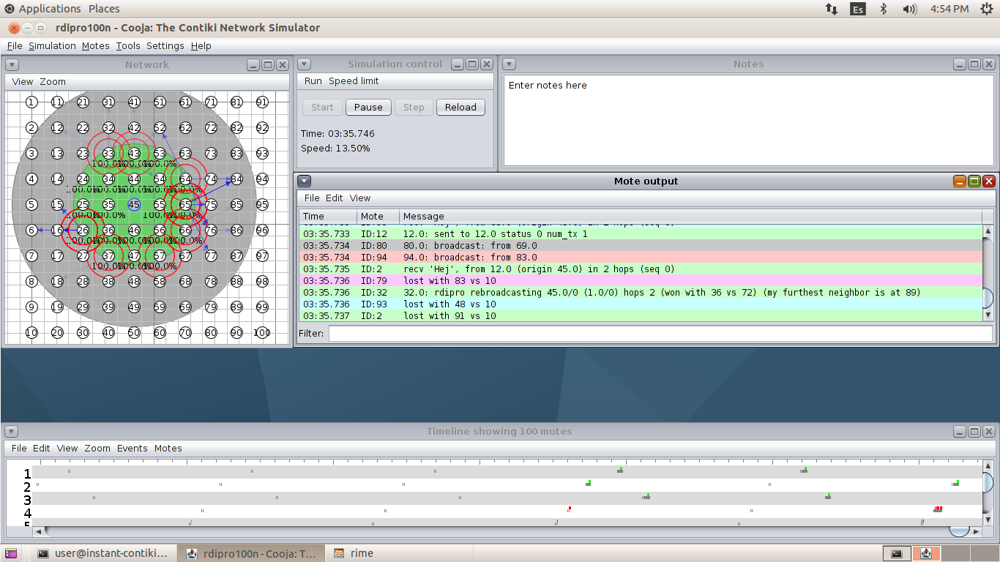 Applications Places Es 4:54 PM
rdipro100n - Cooja: The Contiki Network Simulator
File Simulation Motes Tools Settings Help
Network
View Zoom
1 11 21 31 41 51 61 71 81 91
2 12 22 32 42 52 62 72 82 92
3 13 23 33 43 53 63 73 83 93
100.0% 100.0% 100.0%
4 14 24 34 44 54 64 74 84 94
100.0% 100.0% 100.0% 100.0% 100.0%
5 15 25 35 45 55 65 75 85 95
100.0% 100.0% 100.0% 100.0%
6 16 26 36 46 56 66 76 86 96
100.0% 100.0% 100.0% 100.0% 100.0%
7 17 27 37 47 57 67 77 87 97
100.0% 100.0% 100.0%
8 18 28 38 48 58 68 78 88 98
9 19 29 39 49 59 69 79 89 99
10 20 30 40 50 60 70 80 90 100
Simulation control
Run Speed limit
Start Pause Step Reload
Time: 03:35.746
Speed: 13.50%
Notes
Enter notes here
Mote output
File Edit View
Time Mote Message
03:35.733 ID:12 12.0: sent to 12.0 status 0 num_tx 1
03:35.734 ID:80 80.0: broadcast: from 69.0
03:35.734 ID:94 94.0: broadcast: from 83.0
03:35.735 ID:2 recv 'Hej', from 12.0 (origin 45.0) in 2 hops (seq 0)
03:35.736 ID:79 lost with 83 vs 10
03:35.736 ID:32 32.0: rdipro rebroadcasting 45.0/0 (1.0/0) hops 2 (won with 36 vs 72) (my furthest neighbor is at 89)
03:35.736 ID:93 lost with 48 vs 10
03:35.737 ID:2 lost with 91 vs 10
Filter:
Timeline showing 100 motes
File Edit View Zoom Events Motes
1
2
3
4
user@instant-contiki... rdipro100n - Cooja: T... rime